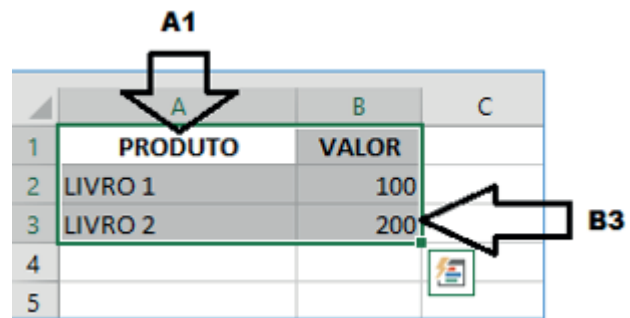 A1
A B C
1 PRODUTO VALOR
2 LIVRO 1 100
3 LIVRO 2 200
B3
4
5